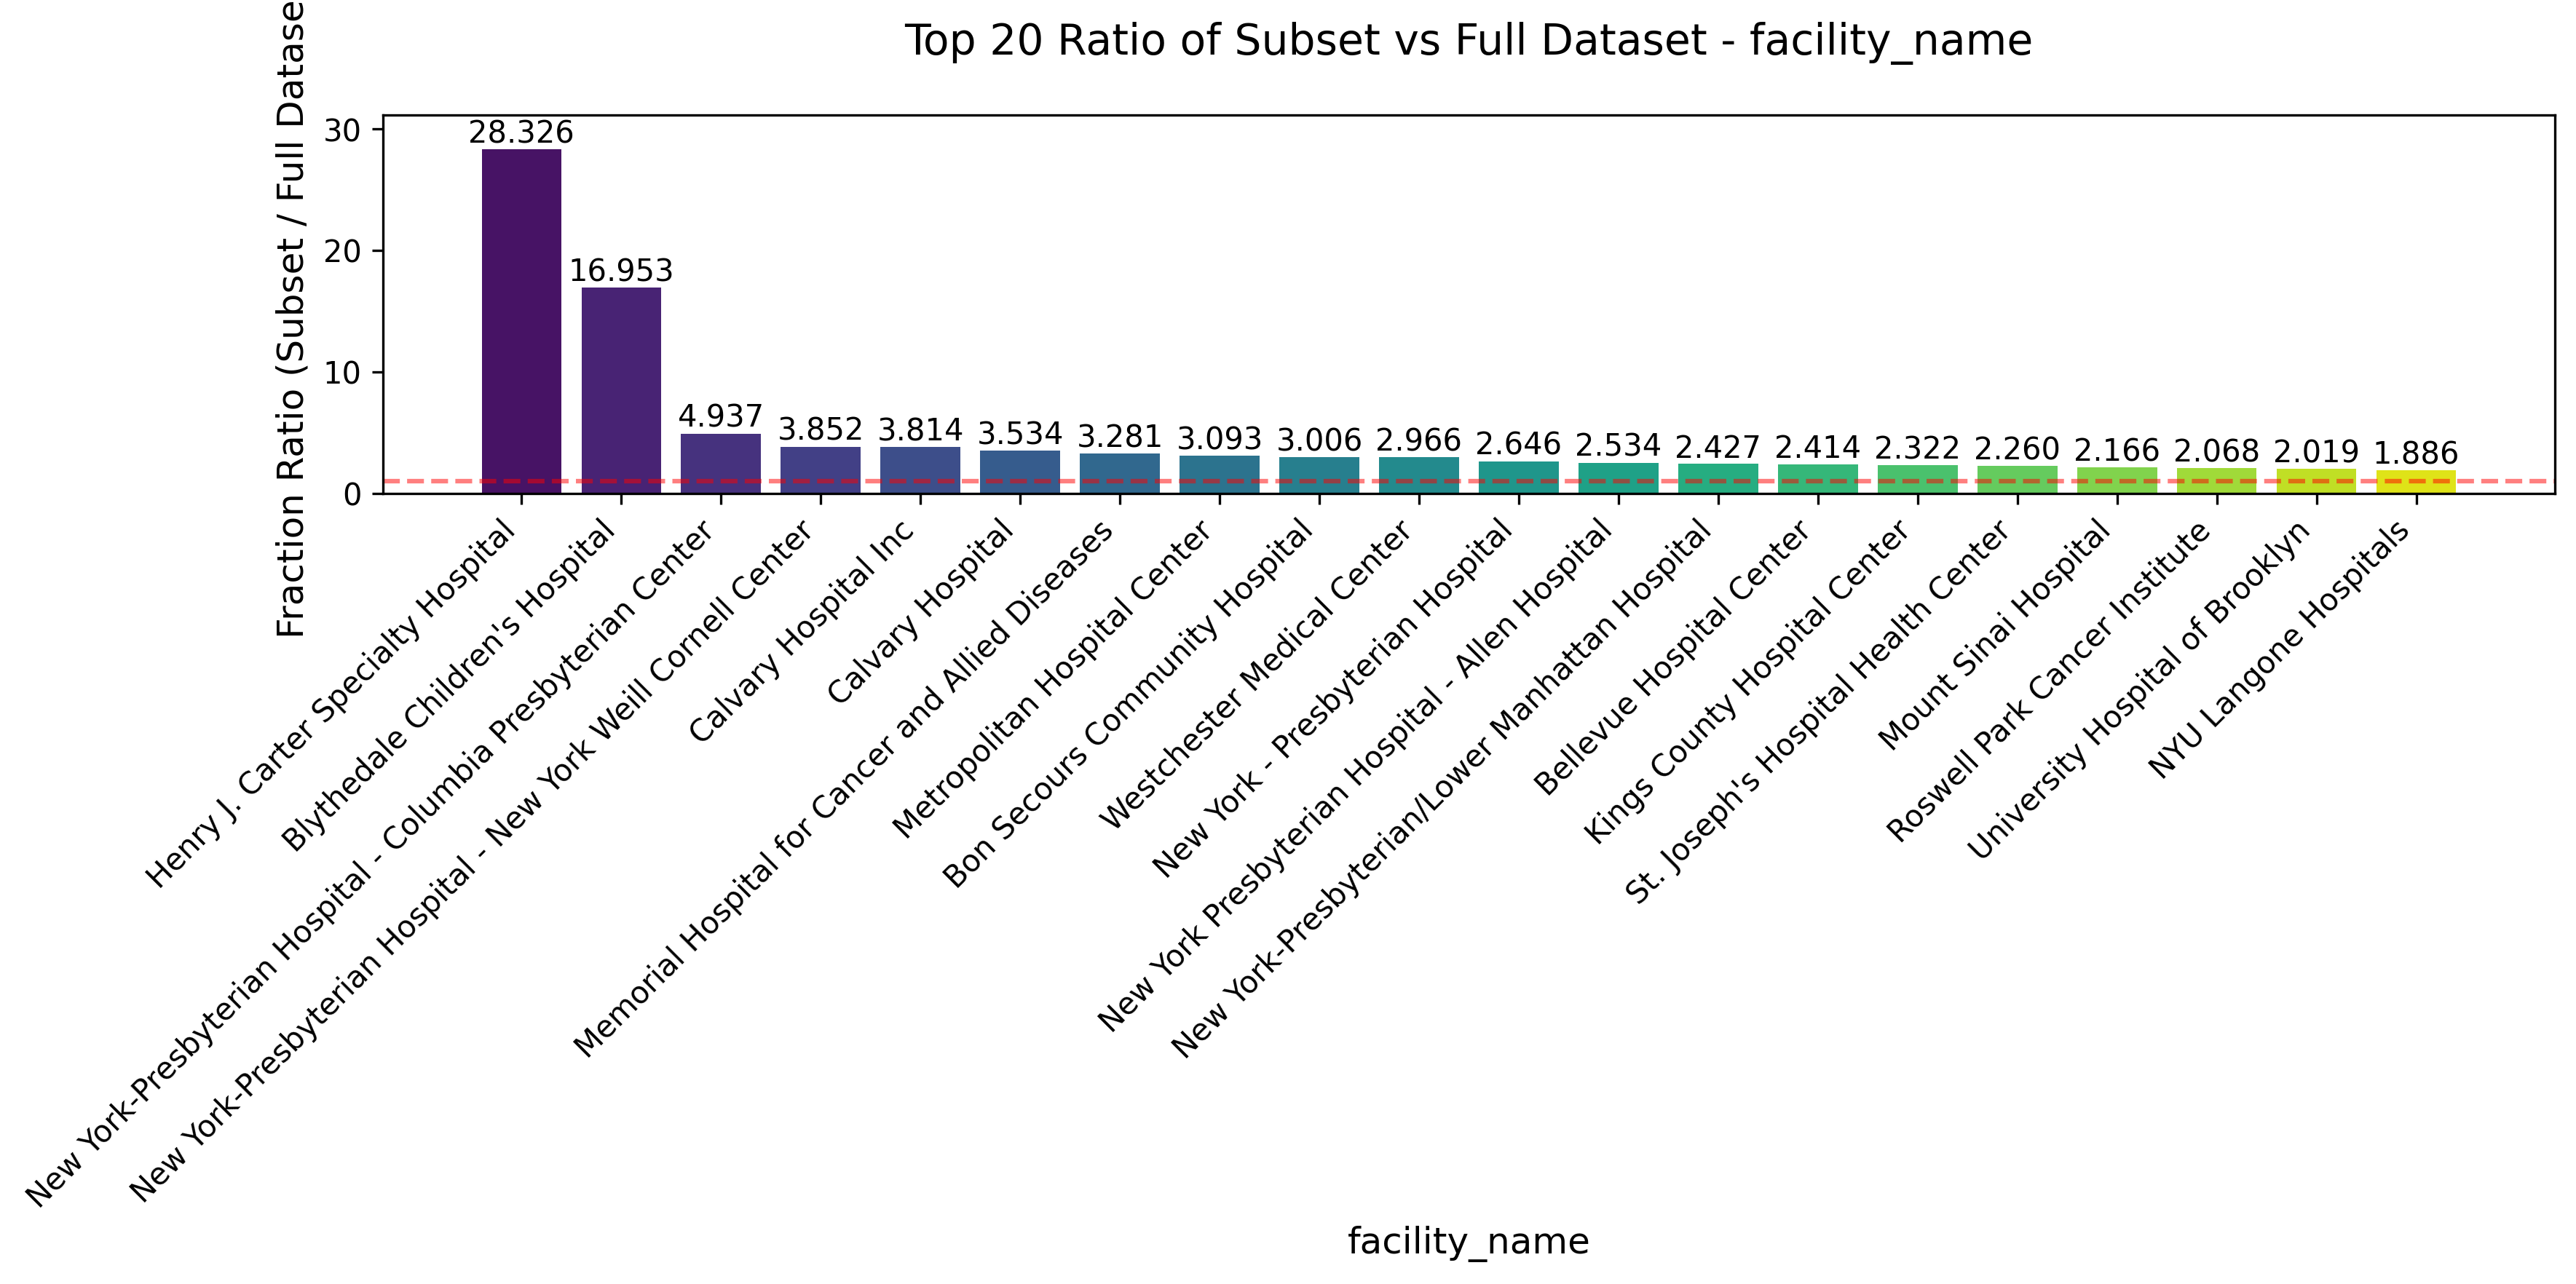 Top 20 Ratio of Subset vs Full Dataset - facility_name
Fraction Ratio (Subset / Full Datase
30
20
10
0
28.326
16.953
4.937
3.852
3.814
3.534
3.281
3.093
3.006
2.966
2.646
2.534
2.427
2.414
2.322
2.260
2.166
2.068
2.019
1.886
Henry J. Carter Specialty Hospital
Blythedale Children's Hospital
New York-Presbyterian Hospital - Columbia Presbyterian Center
New York-Presbyterian Hospital - New York Weill Cornell Center
Calvary Hospital Inc
Calvary Hospital
Memorial Hospital for Cancer and Allied Diseases
Metropolitan Hospital Center
Bon Secours Community Hospital
Westchester Medical Center
New York - Presbyterian Hospital
New York Presbyterian Hospital - Allen Hospital
New York-Presbyterian/Lower Manhattan Hospital
Bellevue Hospital Center
Kings County Hospital Center
St. Joseph's Hospital Health Center
Mount Sinai Hospital
Roswell Park Cancer Institute
University Hospital of Brooklyn
NYU Langone Hospitals
facility_name